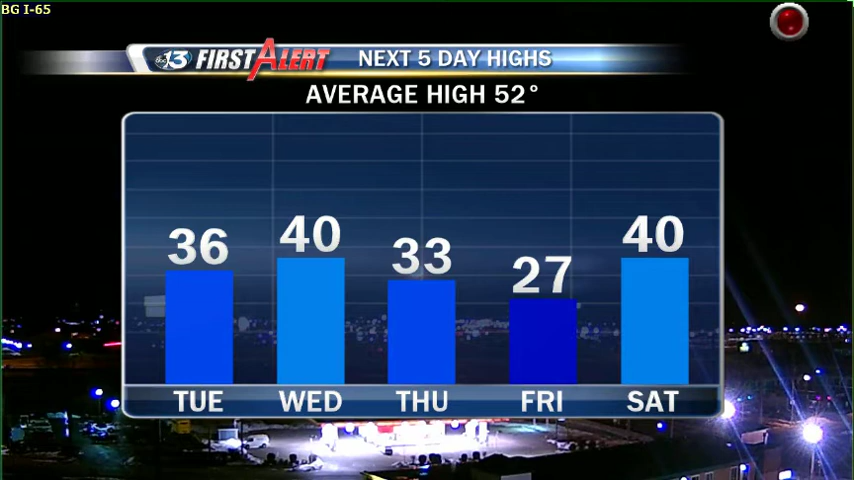 BG I-65
abc 13 FIRST ALERT NEXT 5 DAY HIGHS
AVERAGE HIGH 52°
36 40 33 27 40
TUE WED THU FRI SAT